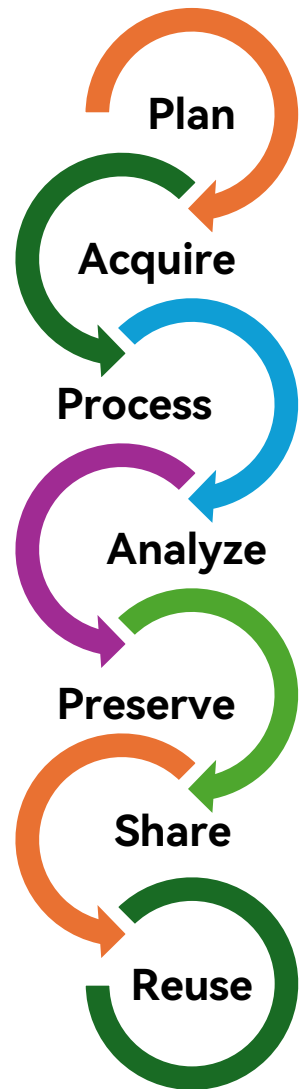 Plan
Acquire
Process
Analyze
Preserve
Share
Reuse